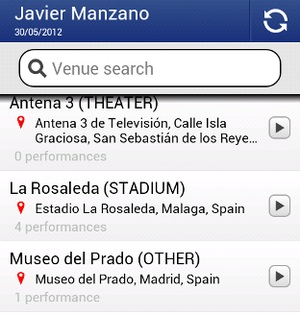 Javier Manzano
30/05/2012
Venue search
Antena 3 (THEATER)
Antena 3 de Televisión, Calle Isla
Graciosa, San Sebastián de los Reye...
0 performances
La Rosaleda (STADIUM)
Estadio La Rosaleda, Malaga, Spain
4 performances
Museo del Prado (OTHER)
Museo del Prado, Madrid, Spain
1 performance